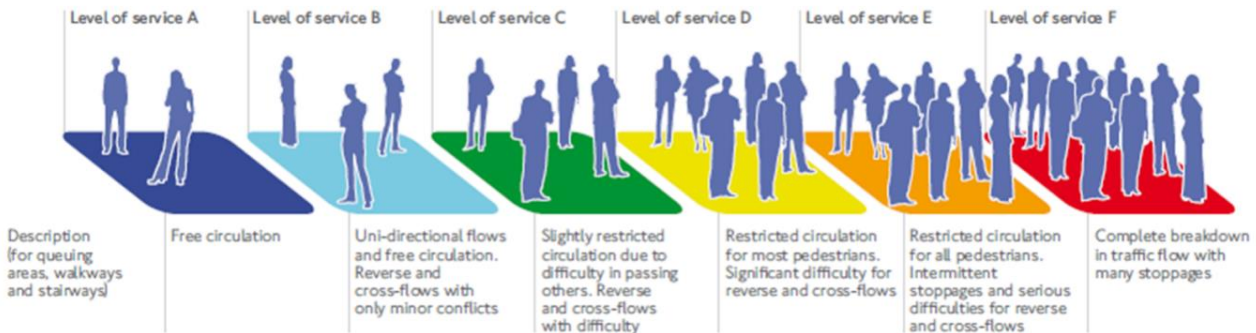 Level of service A
Level of service B
Level of service C
Level of service D
Level of service E
Level of service F
Description
(for queuing
areas, walkways
and stairways)
Free circulation
Uni-directional flows
and free circulation.
Reverse and
cross-flows with
only minor conflicts
Slightly restricted
circulation due to
difficulty in passing
others. Reverse
and cross-flows
with difficulty
Restricted circulation
for most pedestrians.
Significant difficulty for
reverse and cross-flows
Restricted circulation
for all pedestrians.
Intermittent
stoppages and serious
difficulties for reverse
and cross-flows
Complete breakdown
in traffic flow with
many stoppages